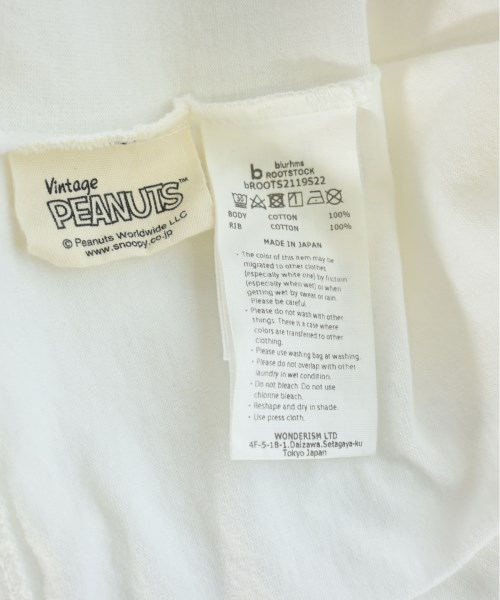 Vintage
PEANUTS™
© Peanuts Worldwide LLC
www.snoopy.co.jp
b blurhms
ROOTSTOCK
bROOTS2119S22
BODY COTTON 100%
RIB COTTON 100%
MADE IN JAPAN
・The color of this item may be
migrated to other clothes
(especially white one) by friction
(especially when wet) or when
getting wet by sweat or rain.
Please be careful.
・Please do not wash with other
things. There is a case where
colors are transferred to other
clothing.
・Please use washing bag at washing.
・Please do not overlap with other
laundry in wet condition.
・Do not bleach. Do not use
chlorine bleach.
・Reshape and dry in shade.
・Use press cloth.
WONDERISM LTD
4F-5-18-1.Daizawa.Setagaya-ku
Tokyo Japan